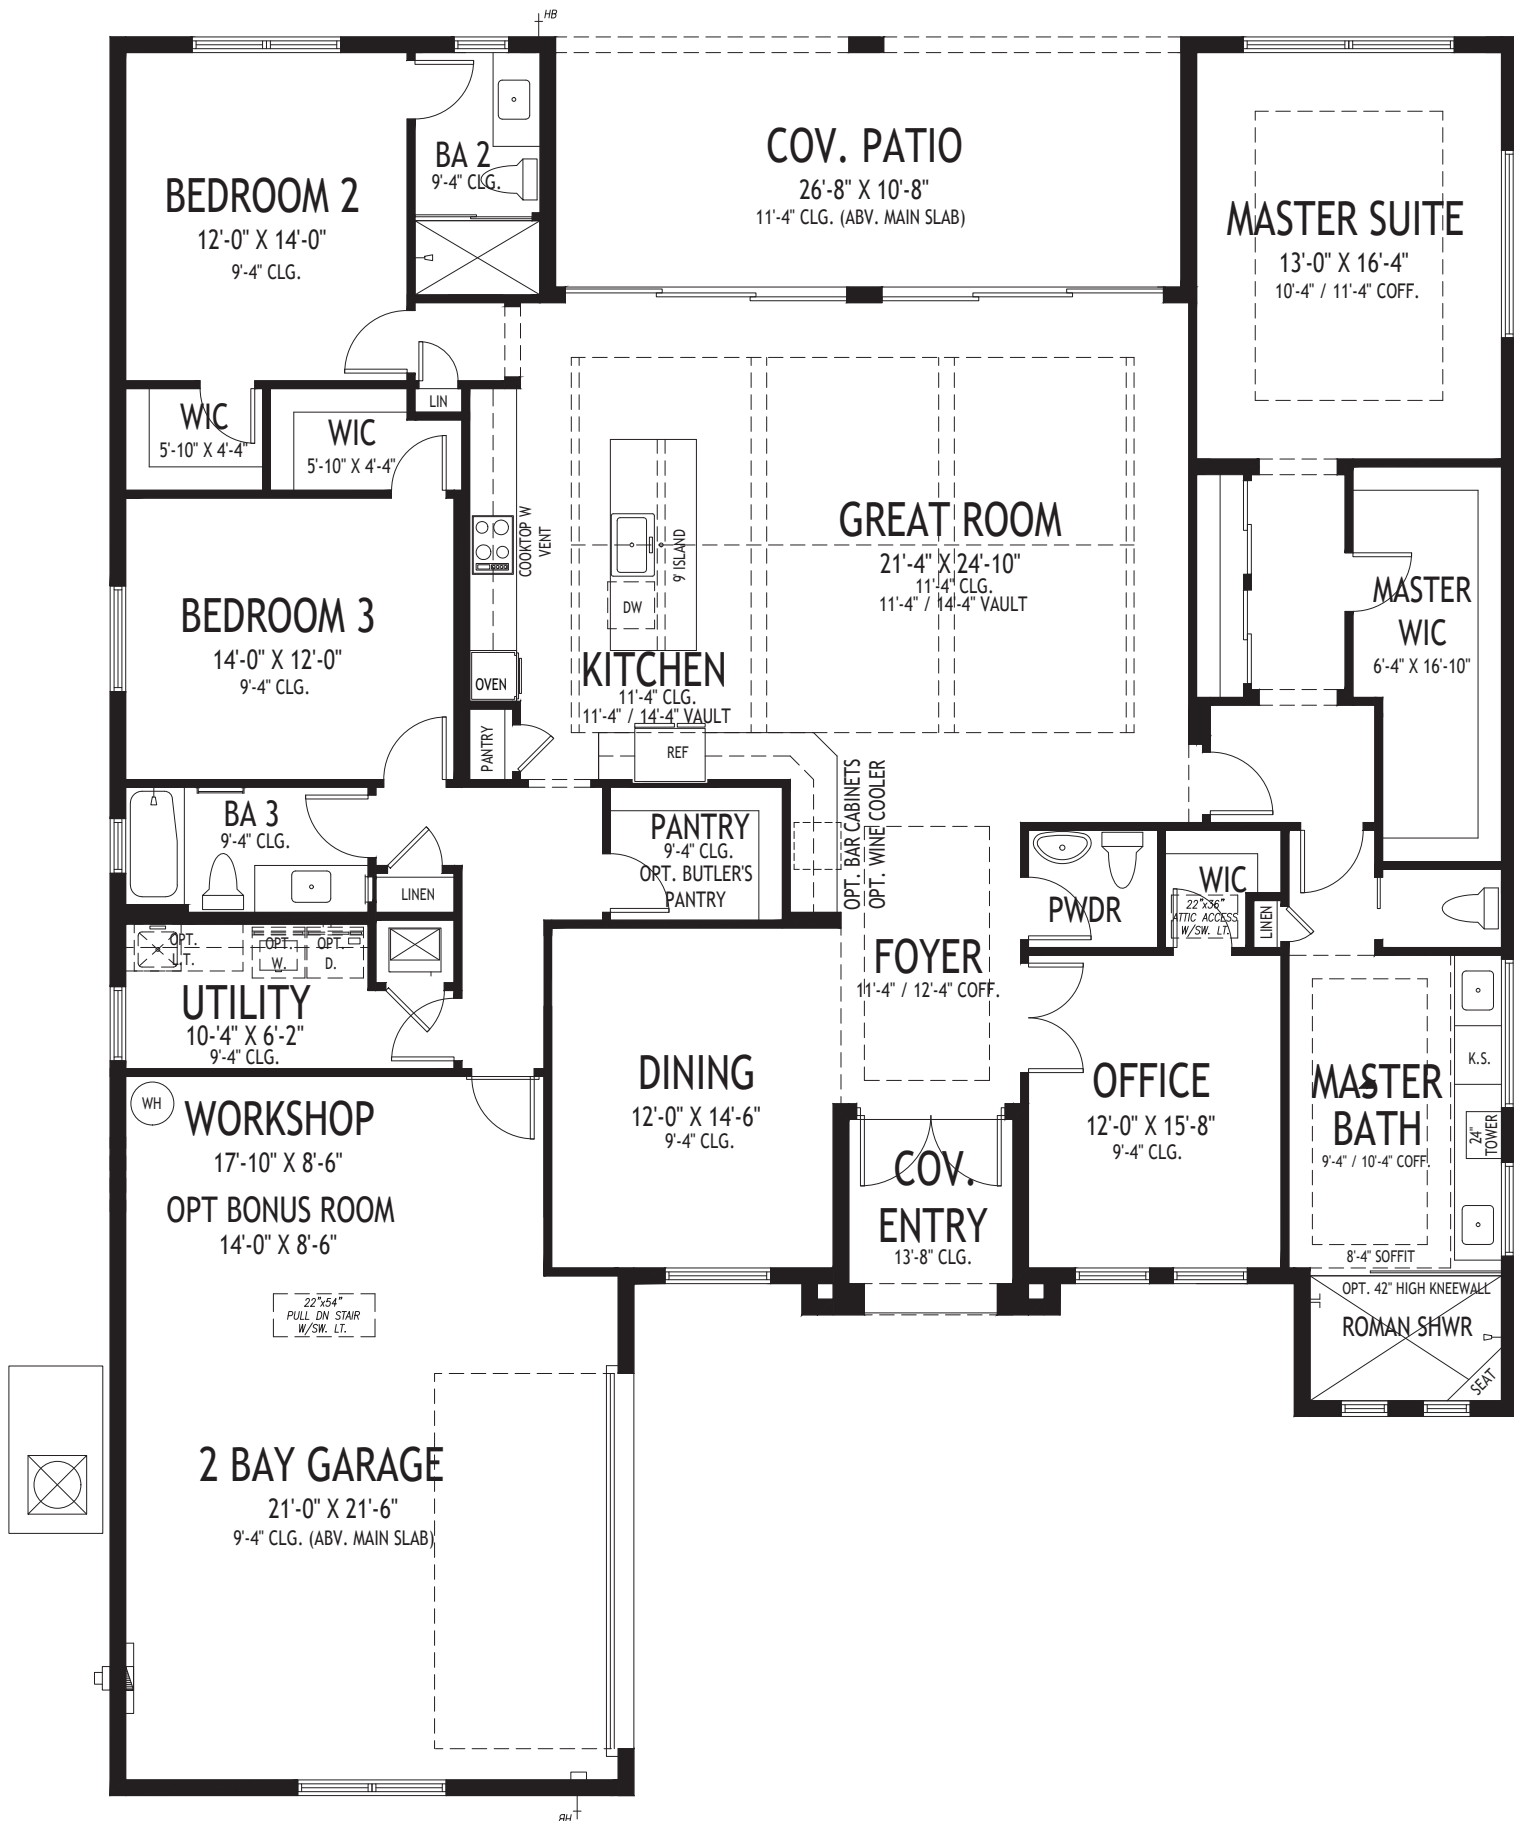 HB
COV. PATIO
26'-8" X 10'-8"
11'-4" CLG. (ABV. MAIN SLAB)
BA 2
9'-4" CLG.
BEDROOM 2
12'-0" X 14'-0"
9'-4" CLG.
MASTER SUITE
13'-0" X 16'-4"
10'-4" / 11'-4" COFF.
LIN
WIC
5'-10" X 4'-4"
WIC
5'-10" X 4'-4"
COOKTOP W
VENT
9' ISLAND
DW
GREAT ROOM
21'-4" X 24'-10"
11'-4" CLG.
11'-4" / 14'-4" VAULT
MASTER
WIC
6'-4" X 16'-10"
BEDROOM 3
14'-0" X 12'-0"
9'-4" CLG.
OVEN
KITCHEN
11'-4" CLG.
11'-4" / 14'-4" VAULT
PANTRY
REF
OPT. BAR CABINETS
OPT. WINE COOLER
BA 3
9'-4" CLG.
PANTRY
9'-4" CLG.
OPT. BUTLER'S
PANTRY
LINEN
PWDR
WIC
22"x36"
ATTIC ACCESS
W/SW. LT.
LINEN
OPT.
L.T.
OPT.
W.
OPT.
D.
UTILITY
10-'4" X 6'-2"
9'-4" CLG.
FOYER
11'-4" / 12'-4" COFF.
DINING
12'-0" X 14'-6"
9'-4" CLG.
OFFICE
12'-0" X 15'-8"
9'-4" CLG.
K.S.
MASTER
BATH
9'-4" / 10'-4" COFF.
24"
TOWER
8'-4" SOFFIT
WH
WORKSHOP
17'-10" X 8'-6"
OPT BONUS ROOM
14'-0" X 8'-6"
COV.
ENTRY
13'-8" CLG.
OPT. 42" HIGH KNEEWALL
ROMAN SHWR
SEAT
22"x54"
PULL DN STAIR
W/SW. LT.
2 BAY GARAGE
21'-0" X 21'-6"
9'-4" CLG. (ABV. MAIN SLAB)
HB